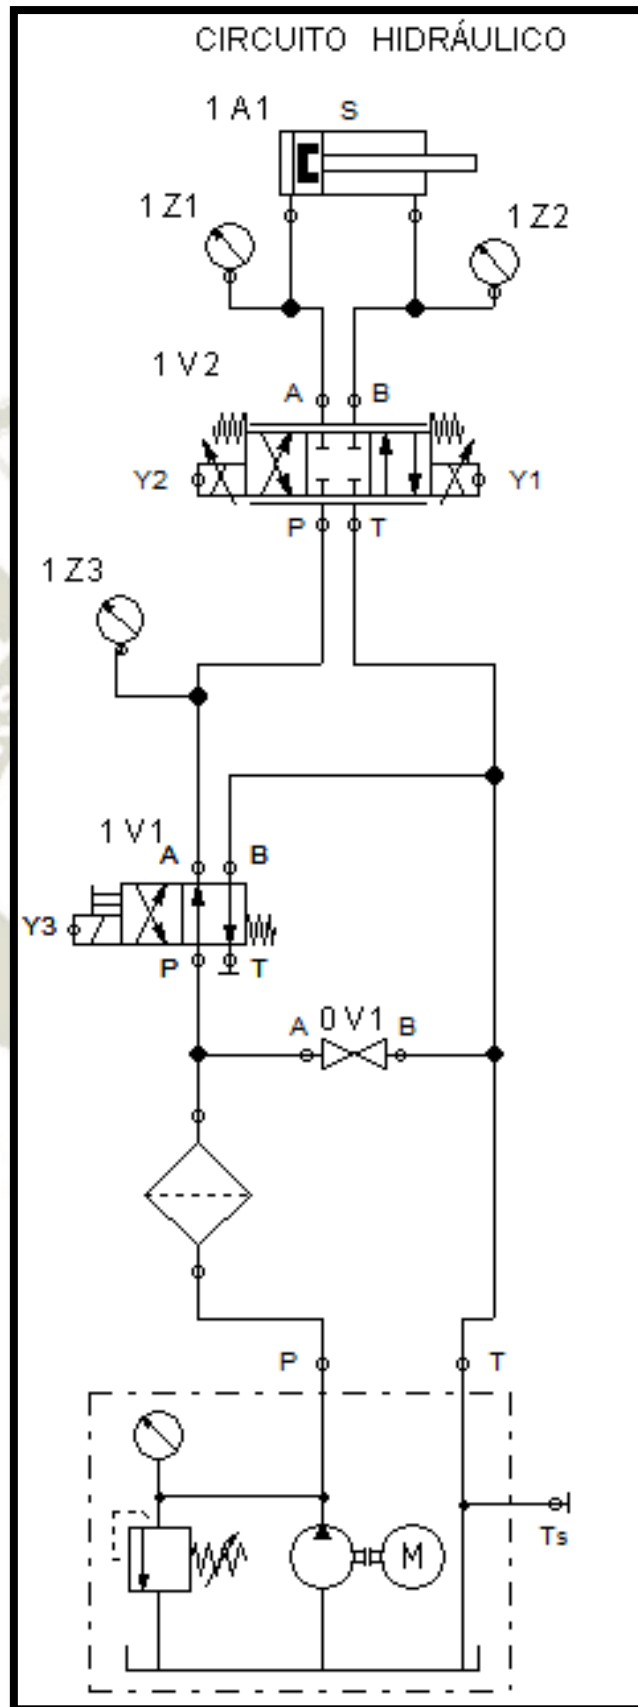 CIRCUITO HIDRÁULICO
1 A1 S
1 Z1
1 Z2
1 V2
A B
Y2 Y1
P T
1 Z3
1 V1
A B
Y3
P T
A 0 V1 B
P T
M
Ts